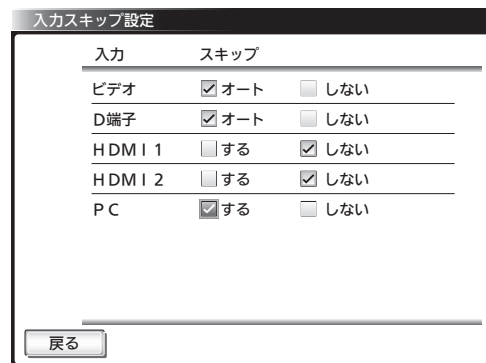 入力スキップ設定
入力 スキップ
ビデオ オート しない
D端子 オート しない
HDMI1 する しない
HDMI2 する しない
PC する しない
戻る